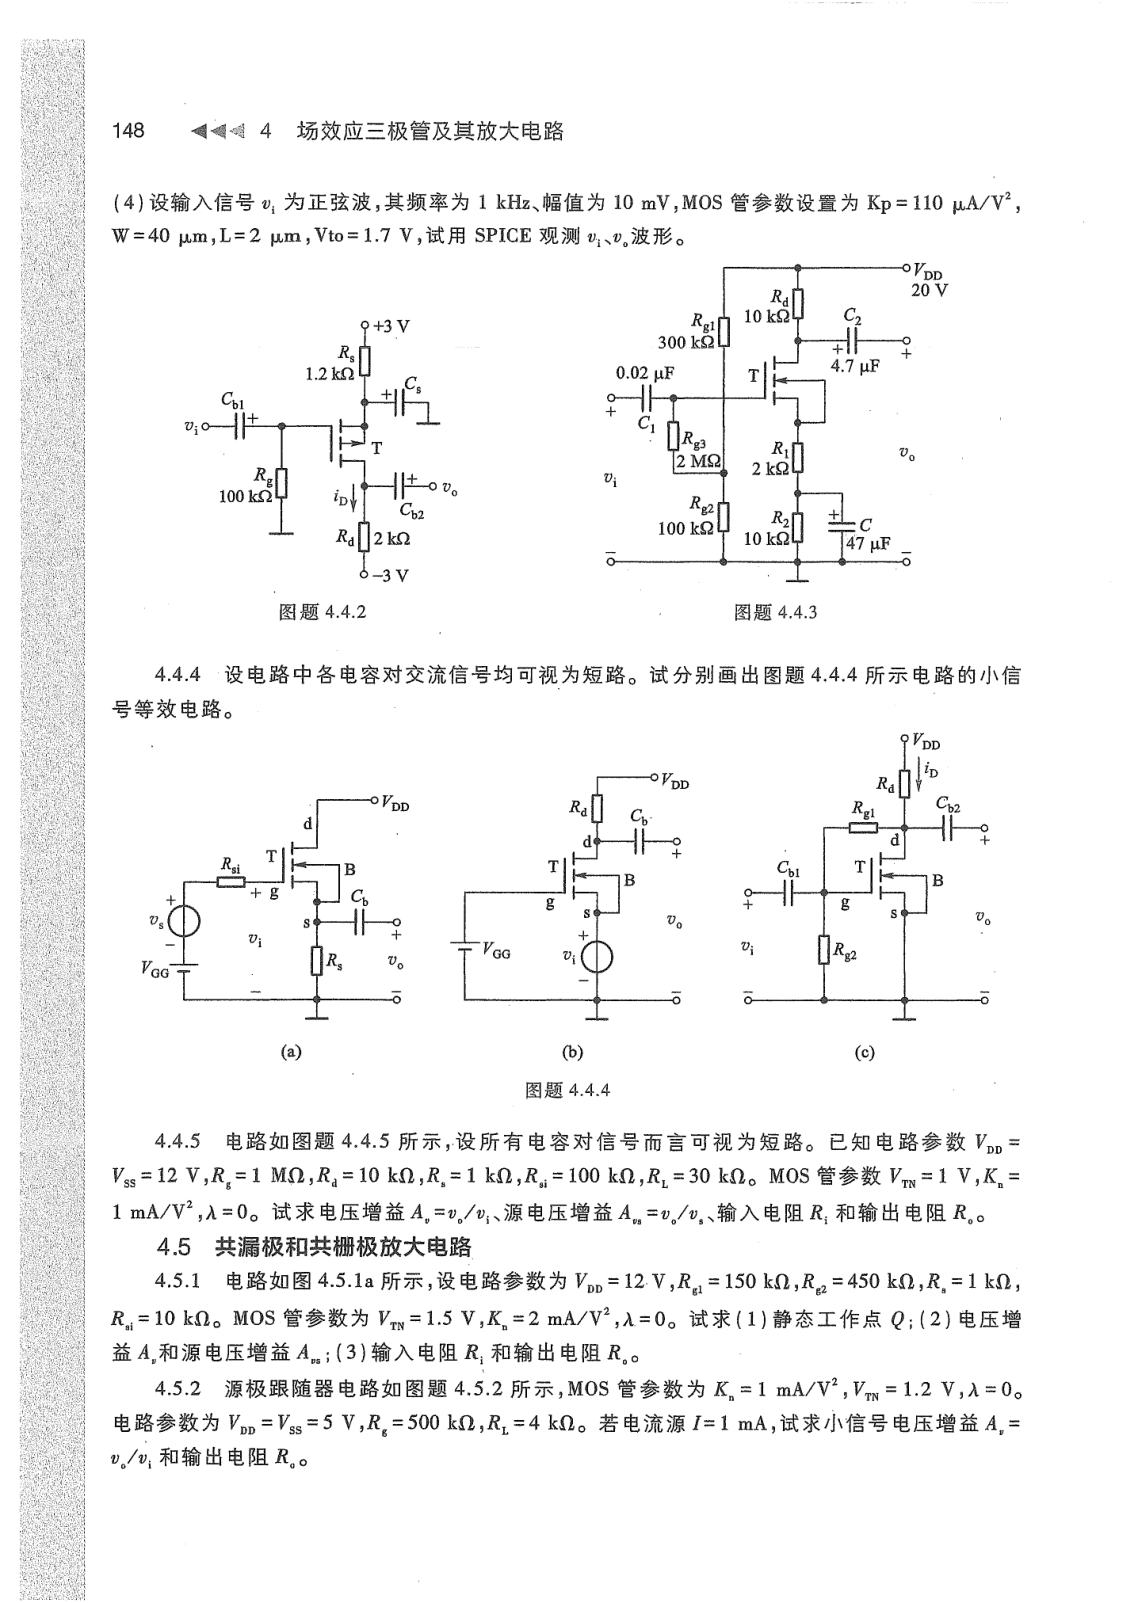 148 4 场效应三极管及其放大电路
(4)设输入信号 vi 为正弦波,其频率为 1 kHz、幅值为 10 mV,MOS 管参数设置为 Kp=110 μA/V²,
W=40 μm,L=2 μm,Vto=1.7 V,试用 SPICE 观测 vi、vo波形。
+3 V
Rs
1.2 kΩ
Cs
Cb1
+
+
vi
T
Rg
100 kΩ
iD
+
vo
Cb2
Rd
2 kΩ
-3 V
图题 4.4.2
VDD
20 V
Rd
10 kΩ
Rg1
300 kΩ
C2
+
+
4.7 μF
0.02 μF
T
+
C1
Rg3
2 MΩ
R1
2 kΩ
vo
vi
Rg2
100 kΩ
R2
10 kΩ
+
C
47 μF
−
−
图题 4.4.3
4.4.4 设电路中各电容对交流信号均可视为短路。试分别画出图题 4.4.4 所示电路的小信
号等效电路。
VDD
d
T
Rsi
B
+ g
Cb
+
s
+
vs
vi
−
Rs
vo
VGG
−
−
(a)
VDD
Rd
Cb
d
+
T
B
g
s
vo
+
VGG
vi
−
−
(b)
VDD
iD
Rd
Rg1
Cb2
d
+
Cb1
T
B
+
g
s
vo
vi
Rg2
−
−
(c)
图题 4.4.4
4.4.5 电路如图题 4.4.5 所示,设所有电容对信号而言可视为短路。已知电路参数 VDD=
VSS=12 V,Rg=1 MΩ,Rd=10 kΩ,Rs=1 kΩ,Rsi=100 kΩ,RL=30 kΩ。MOS 管参数 VTN=1 V,Kn=
1 mA/V²,λ=0。试求电压增益 Av=vo/vi、源电压增益 Avs=vo/vs、输入电阻 Ri 和输出电阻 Ro。
4.5 共漏极和共栅极放大电路
4.5.1 电路如图 4.5.1a 所示,设电路参数为 VDD=12 V,Rg1=150 kΩ,Rg2=450 kΩ,Rs=1 kΩ,
Rsi=10 kΩ。MOS 管参数为 VTN=1.5 V,Kn=2 mA/V²,λ=0。试求(1)静态工作点 Q;(2)电压增
益 Av和源电压增益 Avs;(3)输入电阻 Ri 和输出电阻 Ro。
4.5.2 源极跟随器电路如图题 4.5.2 所示,MOS 管参数为 Kn=1 mA/V²,VTN=1.2 V,λ=0。
电路参数为 VDD=VSS=5 V,Rg=500 kΩ,RL=4 kΩ。若电流源 I=1 mA,试求小信号电压增益 Av=
vo/vi 和输出电阻 Ro。